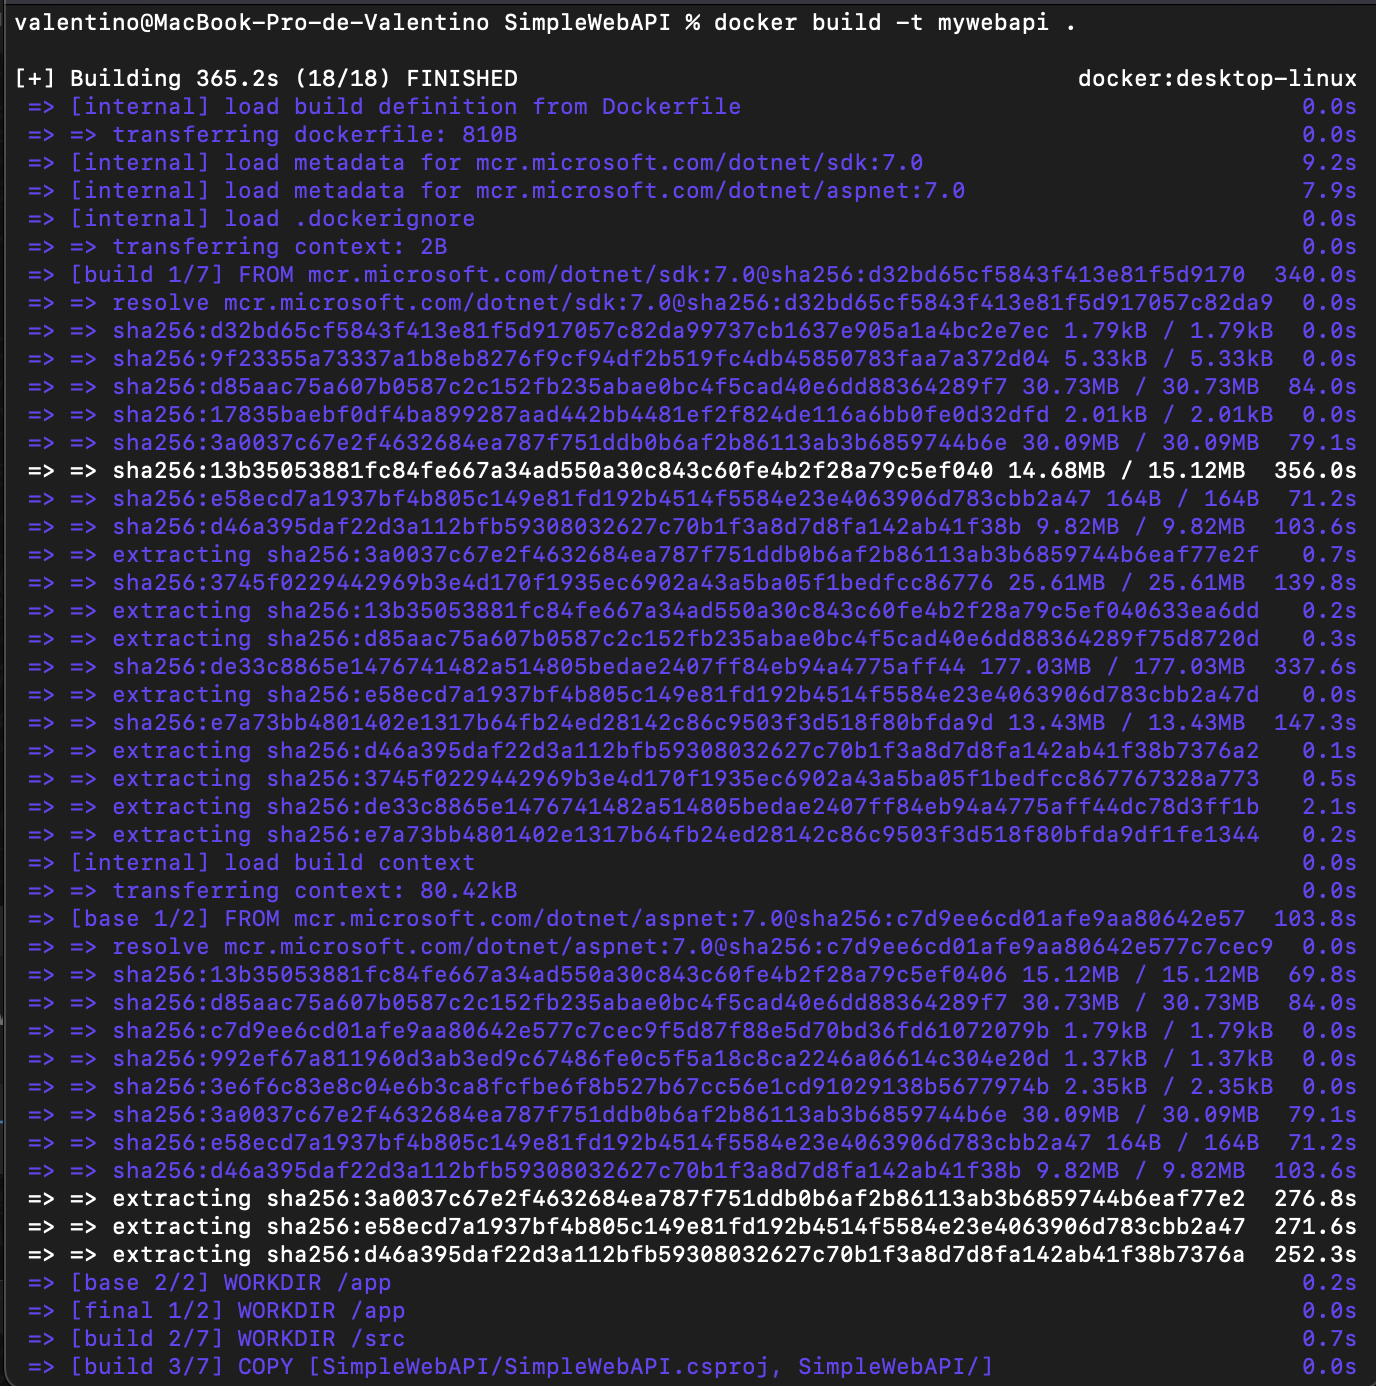 valentino@MacBook-Pro-de-Valentino SimpleWebAPI % docker build -t mywebapi .
[+] Building 365.2s (18/18) FINISHED docker:desktop-linux
=> [internal] load build definition from Dockerfile 0.0s
=> => transferring dockerfile: 810B 0.0s
=> [internal] load metadata for mcr.microsoft.com/dotnet/sdk:7.0 9.2s
=> [internal] load metadata for mcr.microsoft.com/dotnet/aspnet:7.0 7.9s
=> [internal] load .dockerignore 0.0s
=> => transferring context: 2B 0.0s
=> [build 1/7] FROM mcr.microsoft.com/dotnet/sdk:7.0@sha256:d32bd65cf5843f413e81f5d9170 340.0s
=> => resolve mcr.microsoft.com/dotnet/sdk:7.0@sha256:d32bd65cf5843f413e81f5d917057c82da9 0.0s
=> => sha256:d32bd65cf5843f413e81f5d917057c82da99737cb1637e905a1a4bc2e7ec 1.79kB / 1.79kB 0.0s
=> => sha256:9f23355a73337a1b8eb8276f9cf94df2b519fc4db45850783faa7a372d04 5.33kB / 5.33kB 0.0s
=> => sha256:d85aac75a607b0587c2c152fb235abae0bc4f5cad40e6dd88364289f7 30.73MB / 30.73MB 84.0s
=> => sha256:17835baebf0df4ba899287aad442bb4481ef2f824de116a6bb0fe0d32dfd 2.01kB / 2.01kB 0.0s
=> => sha256:3a0037c67e2f4632684ea787f751ddb0b6af2b86113ab3b6859744b6e 30.09MB / 30.09MB 79.1s
=> => sha256:13b35053881fc84fe667a34ad550a30c843c60fe4b2f28a79c5ef040 14.68MB / 15.12MB 356.0s
=> => sha256:e58ecd7a1937bf4b805c149e81fd192b4514f5584e23e4063906d783cbb2a47 164B / 164B 71.2s
=> => sha256:d46a395daf22d3a112bfb59308032627c70b1f3a8d7d8fa142ab41f38b 9.82MB / 9.82MB 103.6s
=> => extracting sha256:3a0037c67e2f4632684ea787f751ddb0b6af2b86113ab3b6859744b6eaf77e2f 0.7s
=> => sha256:3745f0229442969b3e4d170f1935ec6902a43a5ba05f1bedfcc86776 25.61MB / 25.61MB 139.8s
=> => extracting sha256:13b35053881fc84fe667a34ad550a30c843c60fe4b2f28a79c5ef040633ea6dd 0.2s
=> => extracting sha256:d85aac75a607b0587c2c152fb235abae0bc4f5cad40e6dd88364289f75d8720d 0.3s
=> => sha256:de33c8865e1476741482a514805bedae2407ff84eb94a4775aff44 177.03MB / 177.03MB 337.6s
=> => extracting sha256:e58ecd7a1937bf4b805c149e81fd192b4514f5584e23e4063906d783cbb2a47d 0.0s
=> => sha256:e7a73bb4801402e1317b64fb24ed28142c86c9503f3d518f80bfda9d 13.43MB / 13.43MB 147.3s
=> => extracting sha256:d46a395daf22d3a112bfb59308032627c70b1f3a8d7d8fa142ab41f38b7376a2 0.1s
=> => extracting sha256:3745f0229442969b3e4d170f1935ec6902a43a5ba05f1bedfcc867767328a773 0.5s
=> => extracting sha256:de33c8865e1476741482a514805bedae2407ff84eb94a4775aff44dc78d3ff1b 2.1s
=> => extracting sha256:e7a73bb4801402e1317b64fb24ed28142c86c9503f3d518f80bfda9df1fe1344 0.2s
=> [internal] load build context 0.0s
=> => transferring context: 80.42kB 0.0s
=> [base 1/2] FROM mcr.microsoft.com/dotnet/aspnet:7.0@sha256:c7d9ee6cd01afe9aa80642e57 103.8s
=> => resolve mcr.microsoft.com/dotnet/aspnet:7.0@sha256:c7d9ee6cd01afe9aa80642e577c7cec9 0.0s
=> => sha256:13b35053881fc84fe667a34ad550a30c843c60fe4b2f28a79c5ef0406 15.12MB / 15.12MB 69.8s
=> => sha256:d85aac75a607b0587c2c152fb235abae0bc4f5cad40e6dd88364289f7 30.73MB / 30.73MB 84.0s
=> => sha256:c7d9ee6cd01afe9aa80642e577c7cec9f5d87f88e5d70bd36fd61072079b 1.79kB / 1.79kB 0.0s
=> => sha256:992ef67a811960d3ab3ed9c67486fe0c5f5a18c8ca2246a06614c304e20d 1.37kB / 1.37kB 0.0s
=> => sha256:3e6f6c83e8c04e6b3ca8fcfbe6f8b527b67cc56e1cd91029138b5677974b 2.35kB / 2.35kB 0.0s
=> => sha256:3a0037c67e2f4632684ea787f751ddb0b6af2b86113ab3b6859744b6e 30.09MB / 30.09MB 79.1s
=> => sha256:e58ecd7a1937bf4b805c149e81fd192b4514f5584e23e4063906d783cbb2a47 164B / 164B 71.2s
=> => sha256:d46a395daf22d3a112bfb59308032627c70b1f3a8d7d8fa142ab41f38b 9.82MB / 9.82MB 103.6s
=> => extracting sha256:3a0037c67e2f4632684ea787f751ddb0b6af2b86113ab3b6859744b6eaf77e2 276.8s
=> => extracting sha256:e58ecd7a1937bf4b805c149e81fd192b4514f5584e23e4063906d783cbb2a47 271.6s
=> => extracting sha256:d46a395daf22d3a112bfb59308032627c70b1f3a8d7d8fa142ab41f38b7376a 252.3s
=> [base 2/2] WORKDIR /app 0.2s
=> [final 1/2] WORKDIR /app 0.0s
=> [build 2/7] WORKDIR /src 0.7s
=> [build 3/7] COPY [SimpleWebAPI/SimpleWebAPI.csproj, SimpleWebAPI/] 0.0s